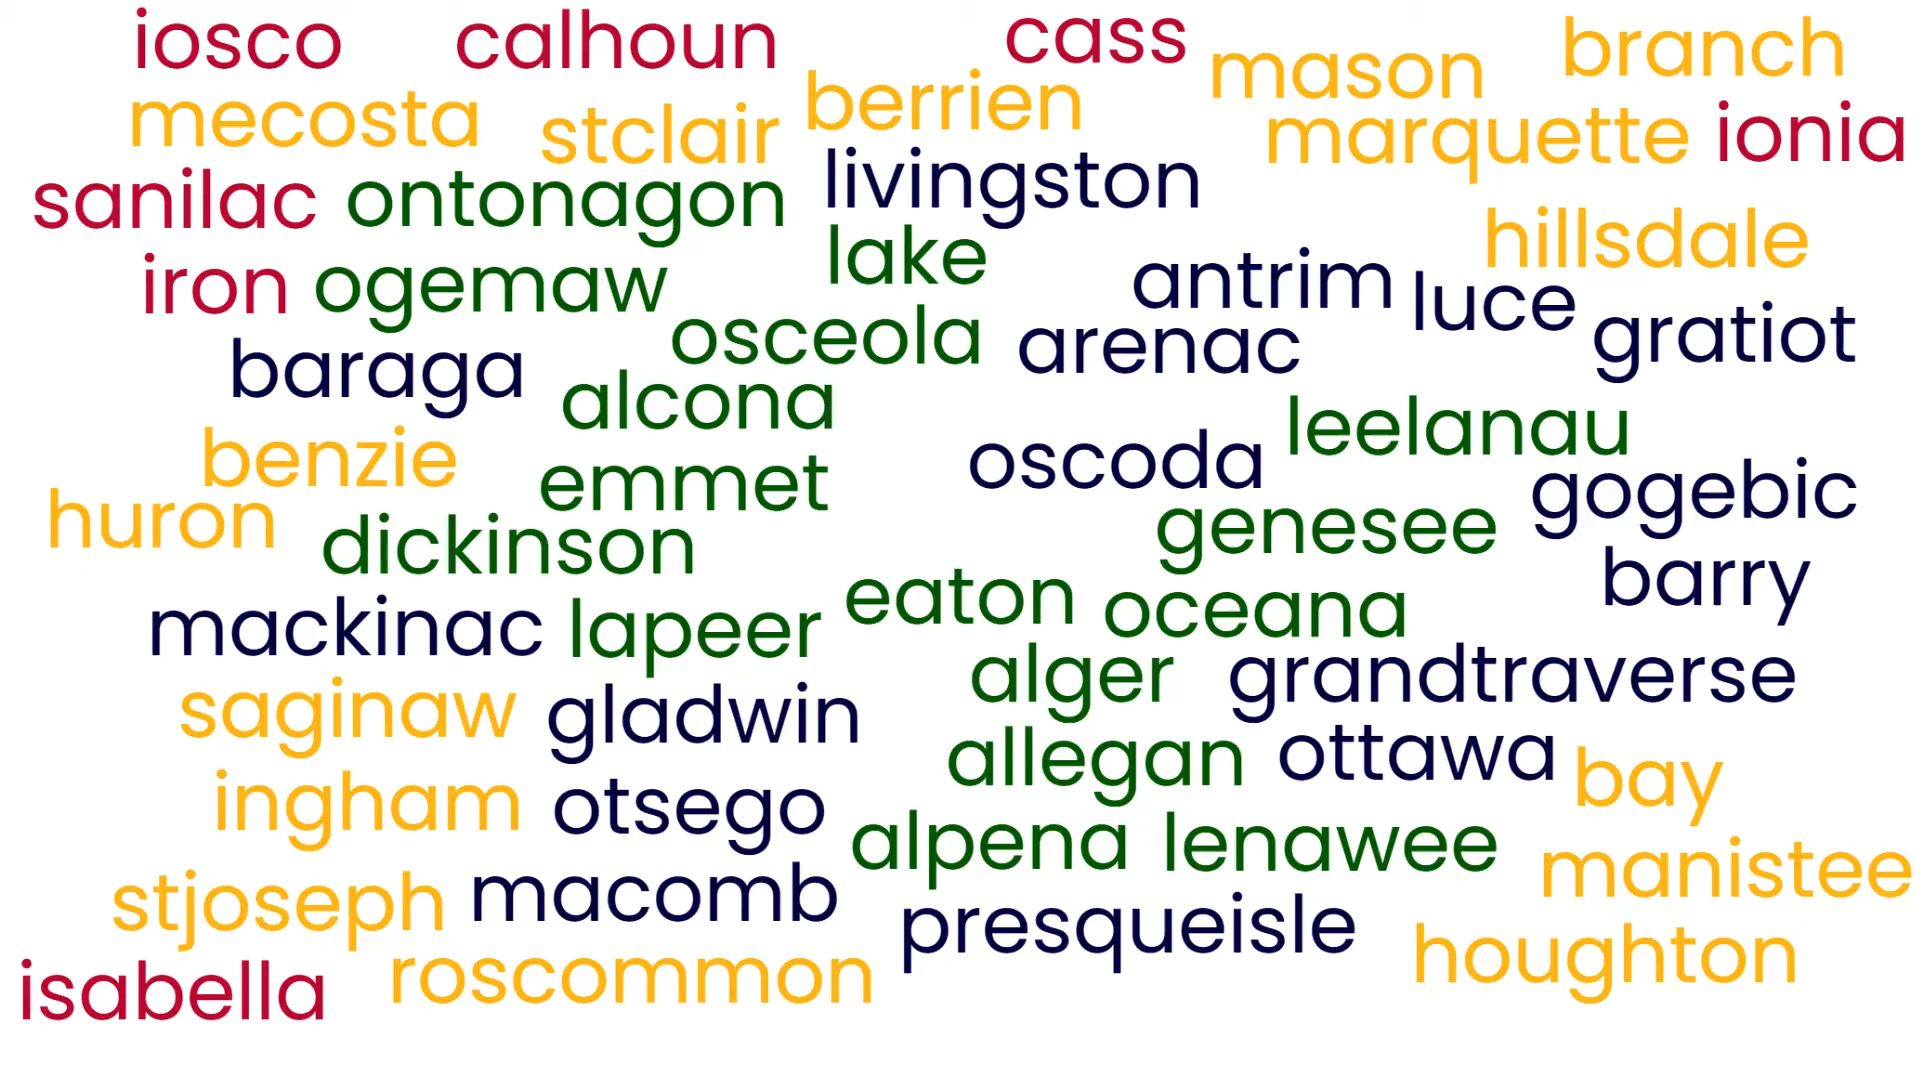 iosco calhoun cass mason branch
mecosta stclair berrien marquette ionia
sanilac ontonagon livingston hillsdale
iron ogemaw lake antrim luce gratiot
baraga osceola arenac
alcona leelanau
benzie emmet oscoda gogebic
huron dickinson genesee barry
mackinac lapeer eaton oceana
saginaw gladwin alger grandtraverse
ingham otsego allegan ottawa bay
alpena lenawee manistee
stjoseph macomb presqueisle houghton
isabella roscommon